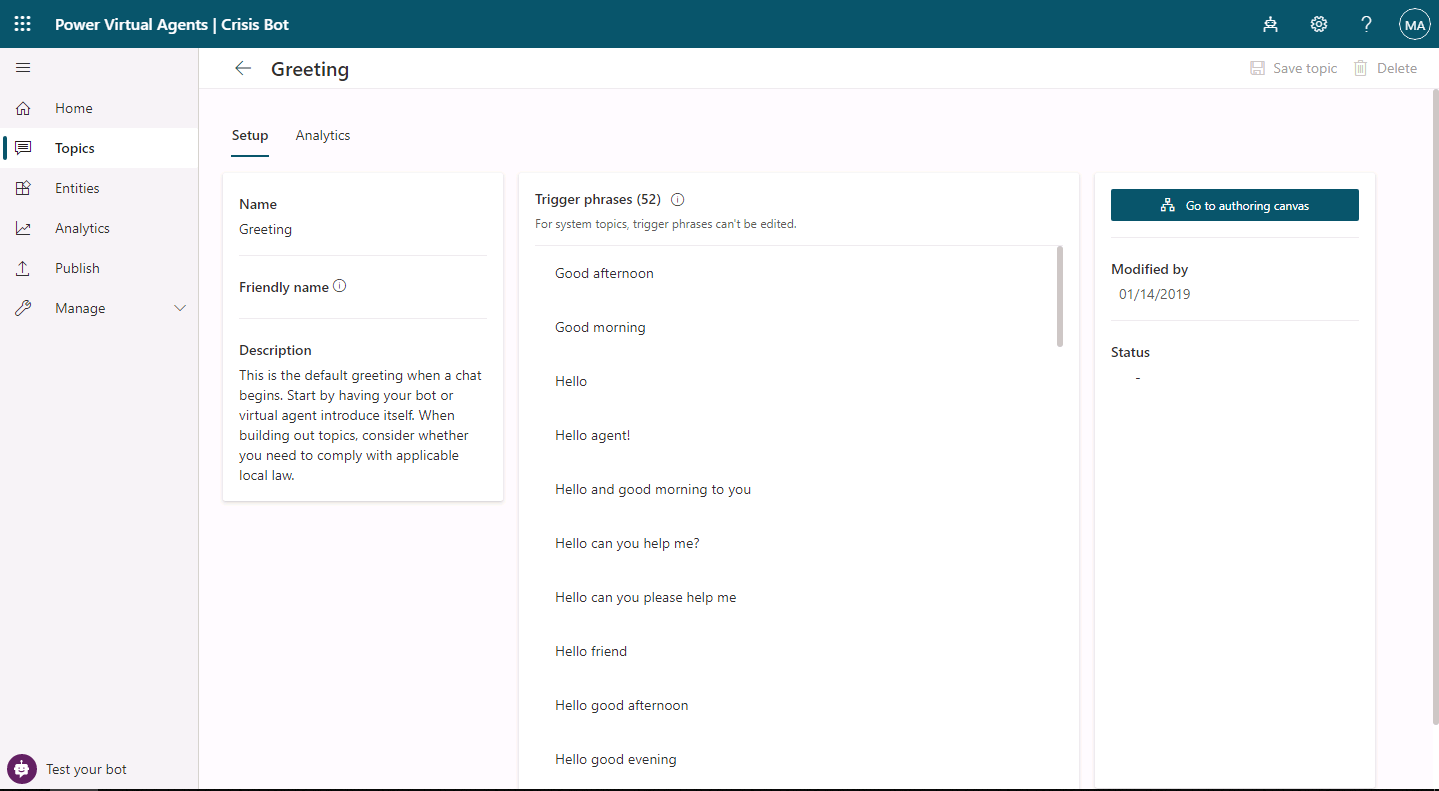 Power Virtual Agents | Crisis Bot
?
MA
Greeting
Save topic
Delete
Home
Topics
Entities
Analytics
Publish
Manage
Test your bot
Setup
Analytics
Name
Greeting
Friendly name
Description
This is the default greeting when a chat
begins. Start by having your bot or
virtual agent introduce itself. When
building out topics, consider whether
you need to comply with applicable
local law.
Trigger phrases (52)
For system topics, trigger phrases can't be edited.
Good afternoon
Good morning
Hello
Hello agent!
Hello and good morning to you
Hello can you help me?
Hello can you please help me
Hello friend
Hello good afternoon
Hello good evening
Go to authoring canvas
Modified by
01/14/2019
Status
-